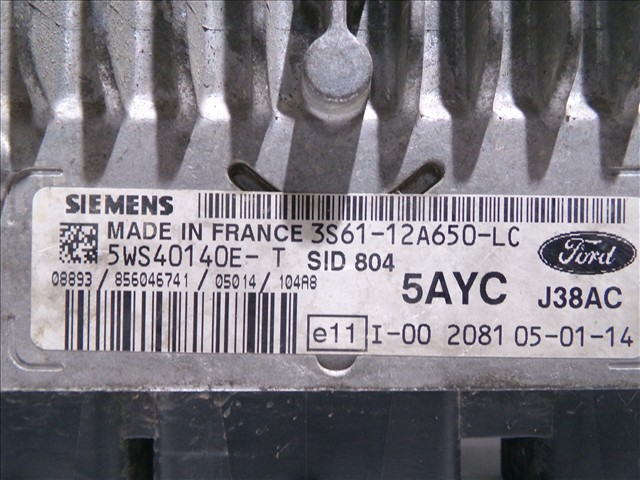 SIEMENS
MADE IN FRANCE 3S61-12A650-LC
5WS40140E- T SID 804
Ford
08893 / 856046741 / 05014 / 104A8
5AYC J38AC
e11 I-00 2081 05-01-14